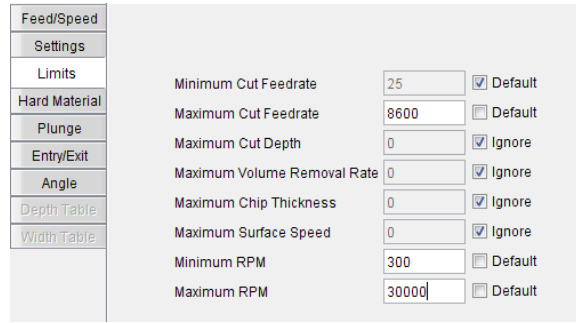 Feed/Speed
Settings
Limits
Hard Material
Plunge
Entry/Exit
Angle
Depth Table
Width Table
Minimum Cut Feedrate 25 Default
Maximum Cut Feedrate 8600 Default
Maximum Cut Depth 0 Ignore
Maximum Volume Removal Rate 0 Ignore
Maximum Chip Thickness 0 Ignore
Maximum Surface Speed 0 Ignore
Minimum RPM 300 Default
Maximum RPM 30000 Default